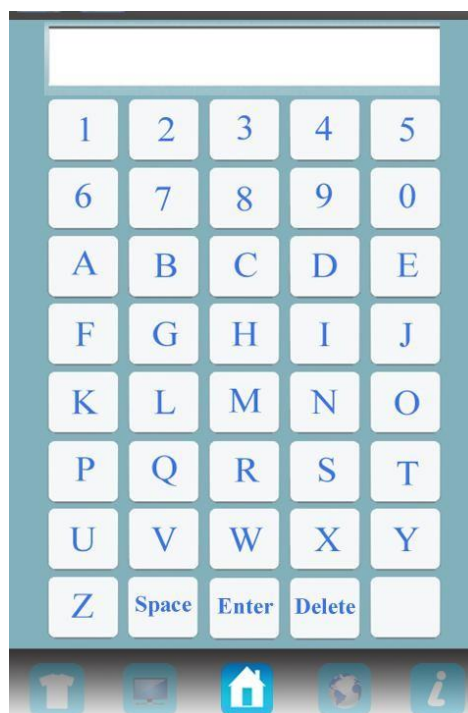 1 2 3 4 5
6 7 8 9 0
A B C D E
F G H I J
K L M N O
P Q R S T
U V W X Y
Z Space Enter Delete
i